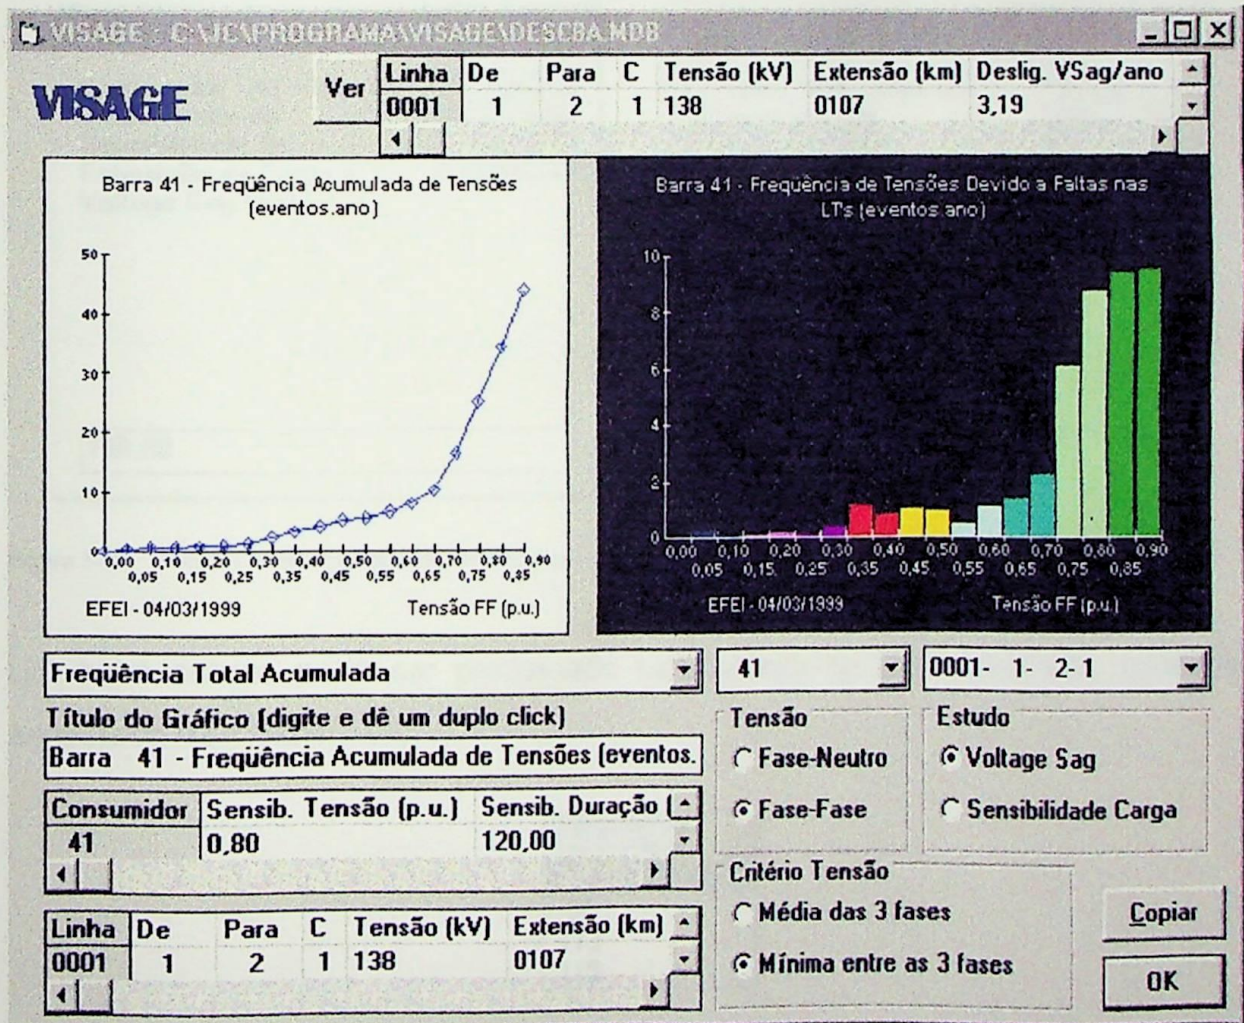 VISAGE : C:\JC\PROGRAMA\VISAGE\DESCBA.MDB
VISAGE
Ver
Linha De Para C Tensão (kV) Extensão (km) Deslig. VSag/ano
0001 1 2 1 138 0107 3,19
Barra 41 - Freqüência Acumulada de Tensões
(eventos.ano)
50
40
30
20
10
0
0,00 0,10 0,20 0,30 0,40 0,50 0,60 0,70 0,80 0,90
0,05 0,15 0,25 0,35 0,45 0,55 0,65 0,75 0,85
EFEI - 04/03/1999 Tensão FF (p.u.)
Barra 41 - Freqüência de Tensões Devido a Faltas nas
LT's (eventos.ano)
10
8
6
4
2
0
0,00 0,10 0,20 0,30 0,40 0,50 0,60 0,70 0,80 0,90
0,05 0,15 0,25 0,35 0,45 0,55 0,65 0,75 0,85
EFEI - 04/03/1999 Tensão FF (p.u.)
Freqüência Total Acumulada
41
0001- 1- 2- 1
Título do Gráfico (digite e dê um duplo click)
Barra 41 - Freqüência Acumulada de Tensões (eventos.
Consumidor Sensib. Tensão (p.u.) Sensib. Duração (
41 0,80 120,00
Linha De Para C Tensão (kV) Extensão (km)
0001 1 2 1 138 0107
Tensão
Fase-Neutro
Fase-Fase
Estudo
Voltage Sag
Sensibilidade Carga
Critério Tensão
Média das 3 fases
Mínima entre as 3 fases
Copiar
OK